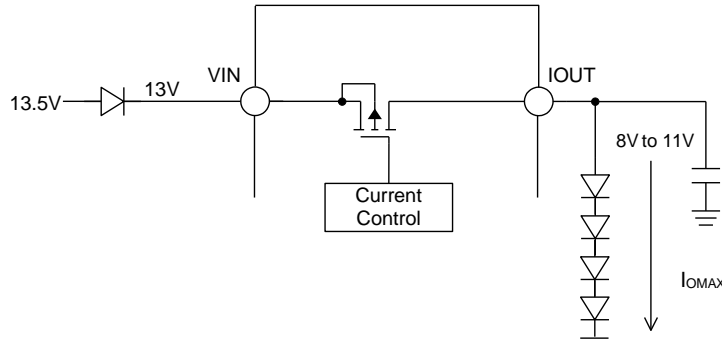 VIN
IOUT
13.5V
13V
8V to 11V
Current
Control
IOMAX